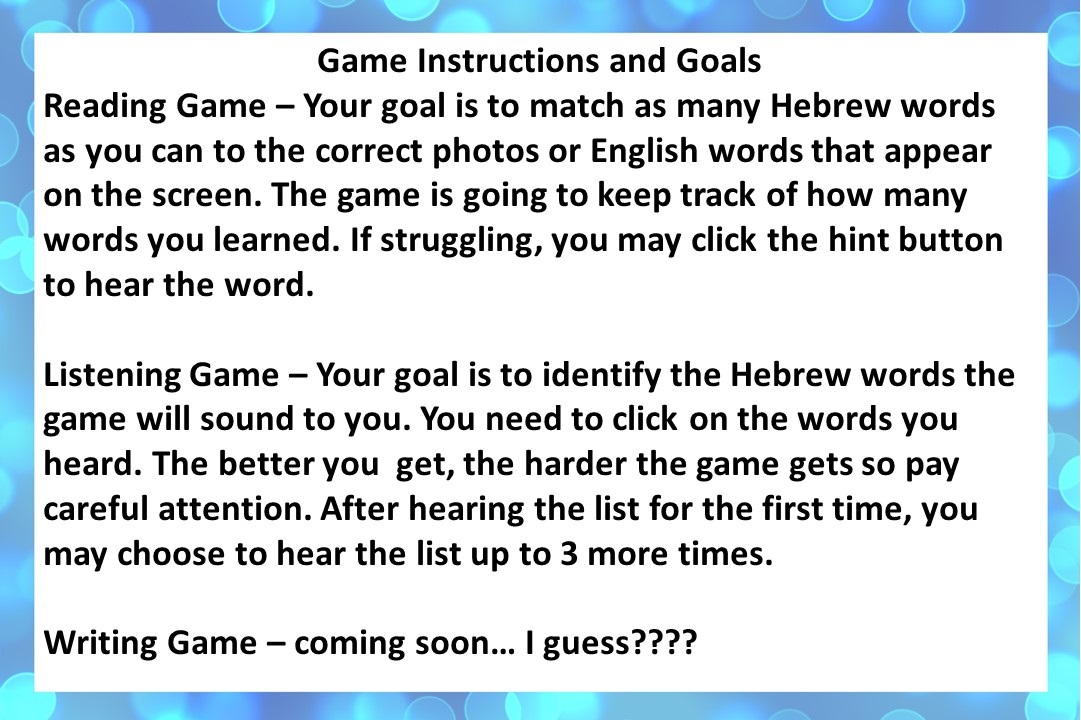 Game Instructions and Goals
Reading Game – Your goal is to match as many Hebrew words
as you can to the correct photos or English words that appear
on the screen. The game is going to keep track of how many
words you learned. If struggling, you may click the hint button
to hear the word.
Listening Game – Your goal is to identify the Hebrew words the
game will sound to you. You need to click on the words you
heard. The better you  get, the harder the game gets so pay
careful attention. After hearing the list for the first time, you
may choose to hear the list up to 3 more times.
Writing Game – coming soon… I guess????